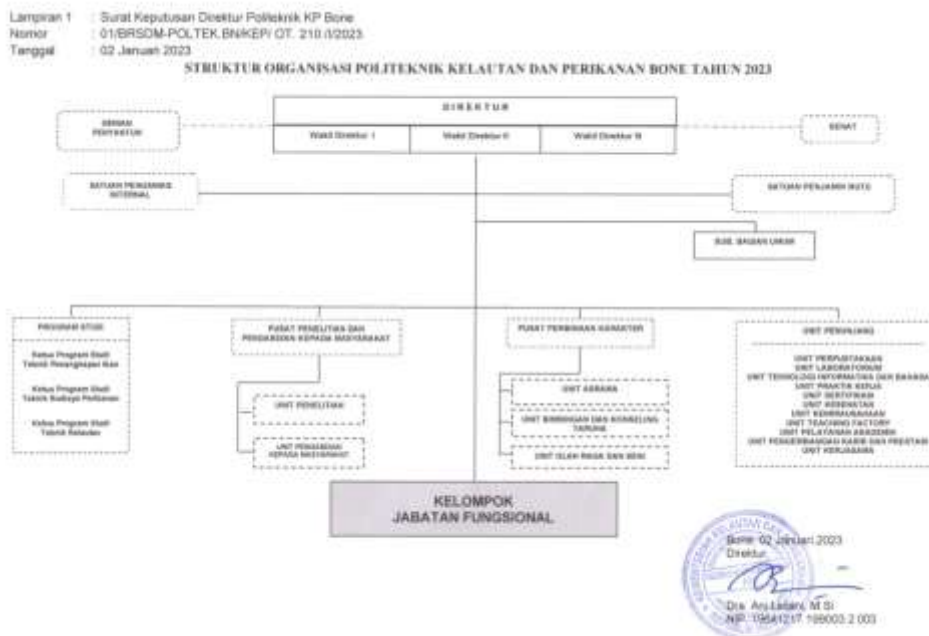 Lampiran 1 : Surat Keputusan Direktur Politeknik KP Bone
Nomor : 01/BRSDM-POLTEK.BN/KEP/ OT. 210 /I/2023
Tanggal : 02 Januari 2023
STRUKTUR ORGANISASI POLITEKNIK KELAUTAN DAN PERIKANAN BONE TAHUN 2023
DIREKTUR
Wakil Direktur I
Wakil Direktur II
Wakil Direktur III
DEWAN
PENYANTUN
SENAT
SATUAN PENGAWAS
INTERNAL
SATUAN PENJAMIN MUTU
SUB. BAGIAN UMUM
PROGRAM STUDI
Ketua Program Studi
Teknik Penangkapan Ikan
Ketua Program Studi
Teknik Budidaya Perikanan
Ketua Program Studi
Teknik Kelautan
PUSAT PENELITIAN DAN
PENGABDIAN KEPADA MASYARAKAT
UNIT PENELITIAN
UNIT PENGABDIAN
KEPADA MASYARAKAT
PUSAT PEMBINAAN KARAKTER
UNIT ASRAMA
UNIT BIMBINGAN DAN KONSELING
TARUNA
UNIT OLAH RAGA DAN SENI
UNIT PENUNJANG
UNIT PERPUSTAKAAN
UNIT LABORATORIUM
UNIT TEKNOLOGI INFORMATIKA DAN BAHASA
UNIT PRAKTIK KERJA
UNIT SERTIFIKASI
UNIT KESEHATAN
UNIT KEWIRAUSAHAAN
UNIT TEACHING FACTORY
UNIT PELAYANAN AKADEMIK
UNIT PENGEMBANGAN KARIR DAN PRESTASI
UNIT KERJASAMA
KELOMPOK
JABATAN FUNGSIONAL
Bone, 02 Januari 2023
Direktur
M.Si
NIP.